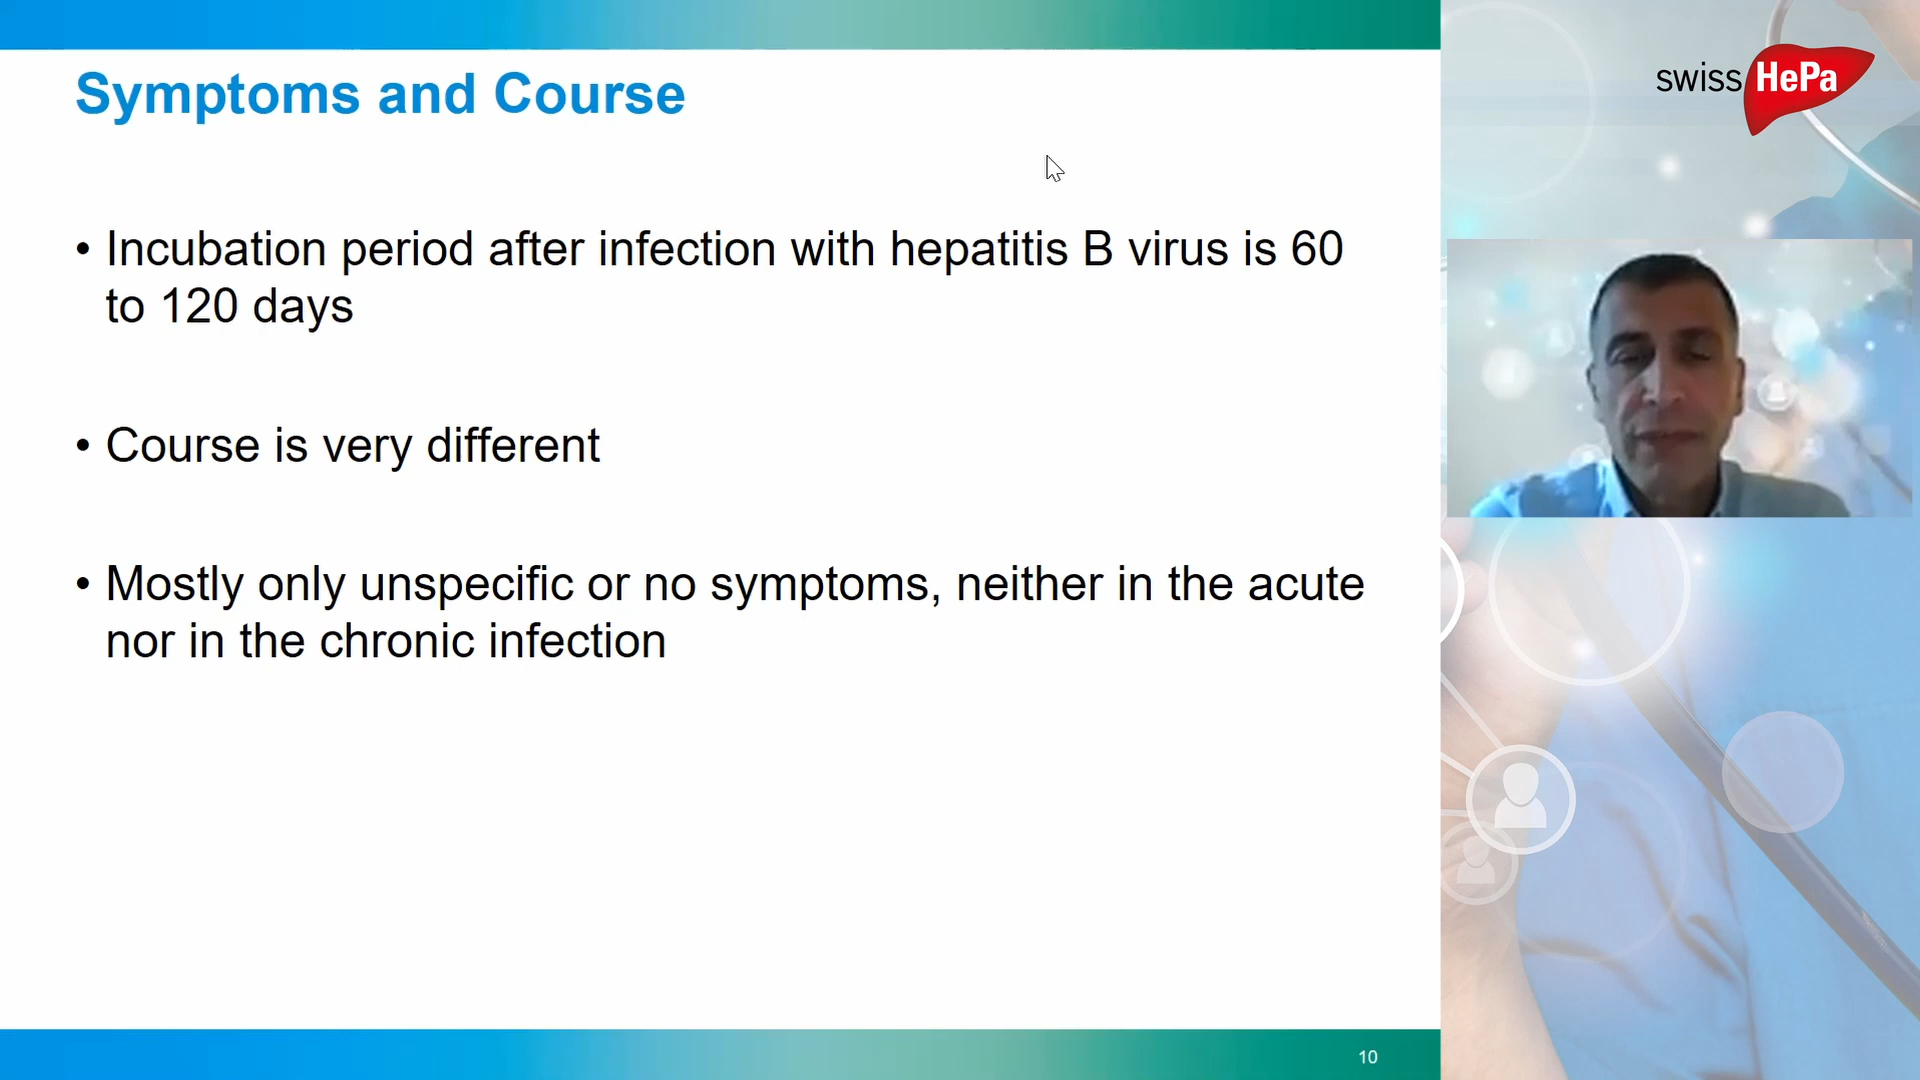 Symptoms and Course
swiss HePa
• Incubation period after infection with hepatitis B virus is 60
to 120 days
• Course is very different
• Mostly only unspecific or no symptoms, neither in the acute
nor in the chronic infection
10